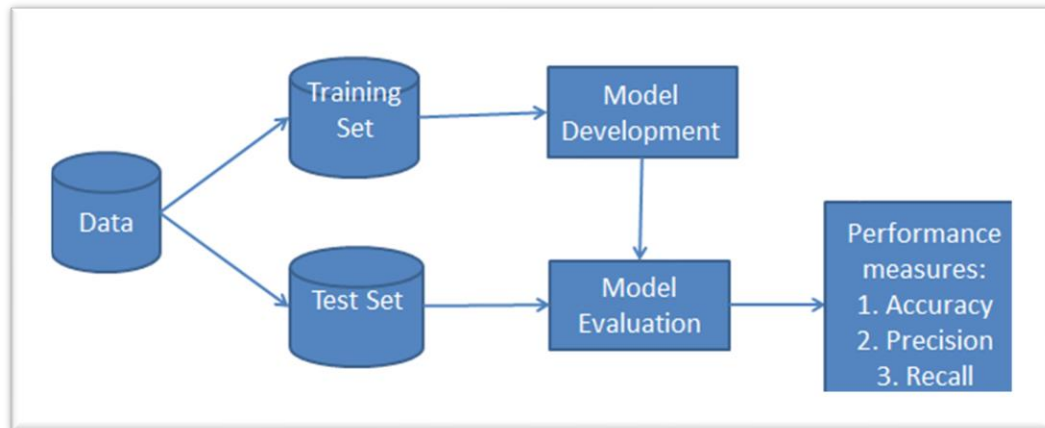 Data
Training
Set
Test Set
Model
Development
Model
Evaluation
Performance
measures:
1. Accuracy
2. Precision
3. Recall